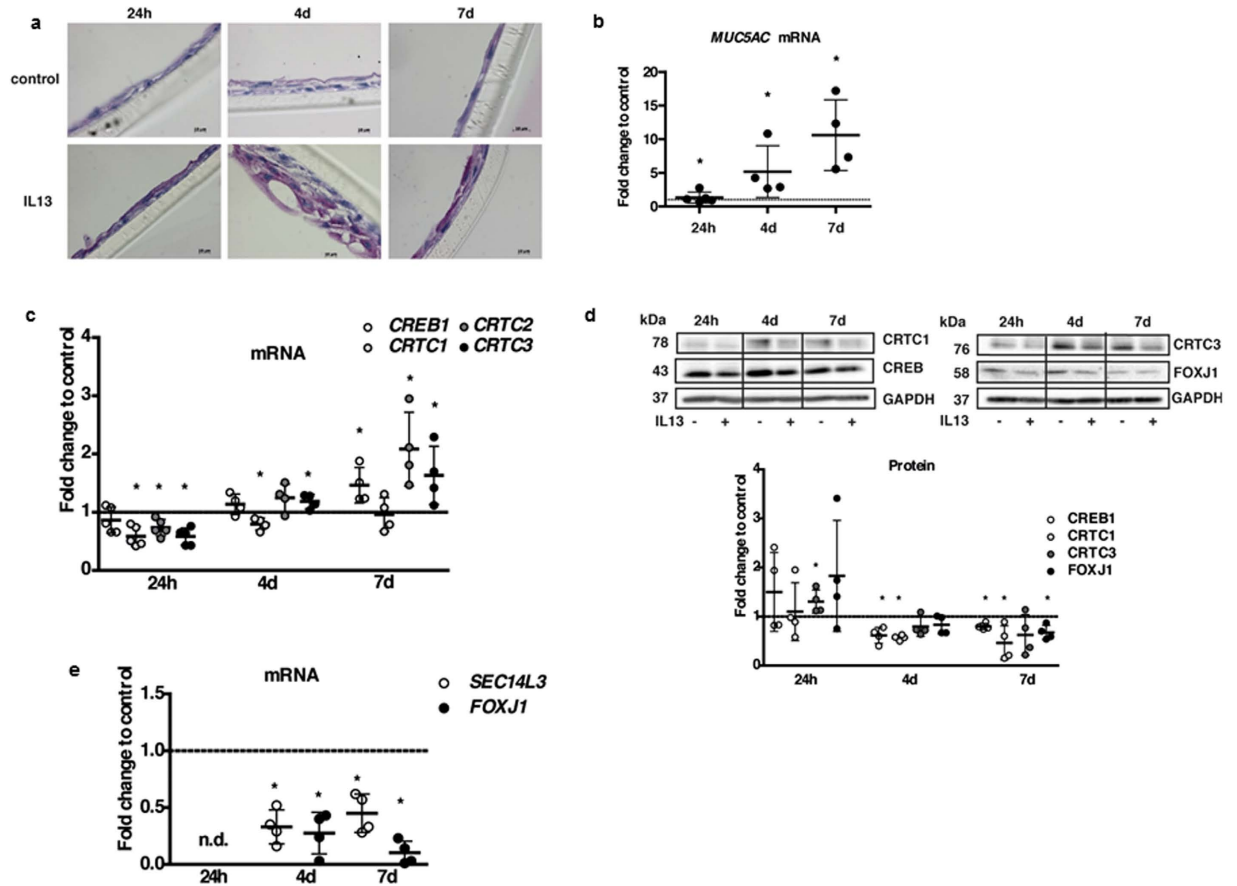 a
24h 4d 7d
control
IL13
b
MUC5AC mRNA
*
*
*
Fold change to control
20
15
10
5
0
24h 4d 7d
c
CREB1 CRTC2
CRTC1 CRTC3
mRNA
Fold change to control
4
3
2
1
0
* * * * * * * *
24h 4d 7d
d
kDa 24h 4d 7d
78 CRTC1
43 CREB
37 GAPDH
IL13 - + - + - +
kDa 24h 4d 7d
76 CRTC3
58 FOXJ1
37 GAPDH
IL13 - + - + - +
Protein
Fold change to control
4
3
2
1
0
CREB1
CRTC1
CRTC3
FOXJ1
* * * * * *
24h 4d 7d
e
mRNA
SEC14L3
FOXJ1
Fold change to control
1.5
1.0
0.5
0.0
n.d.
* * * *
24h 4d 7d